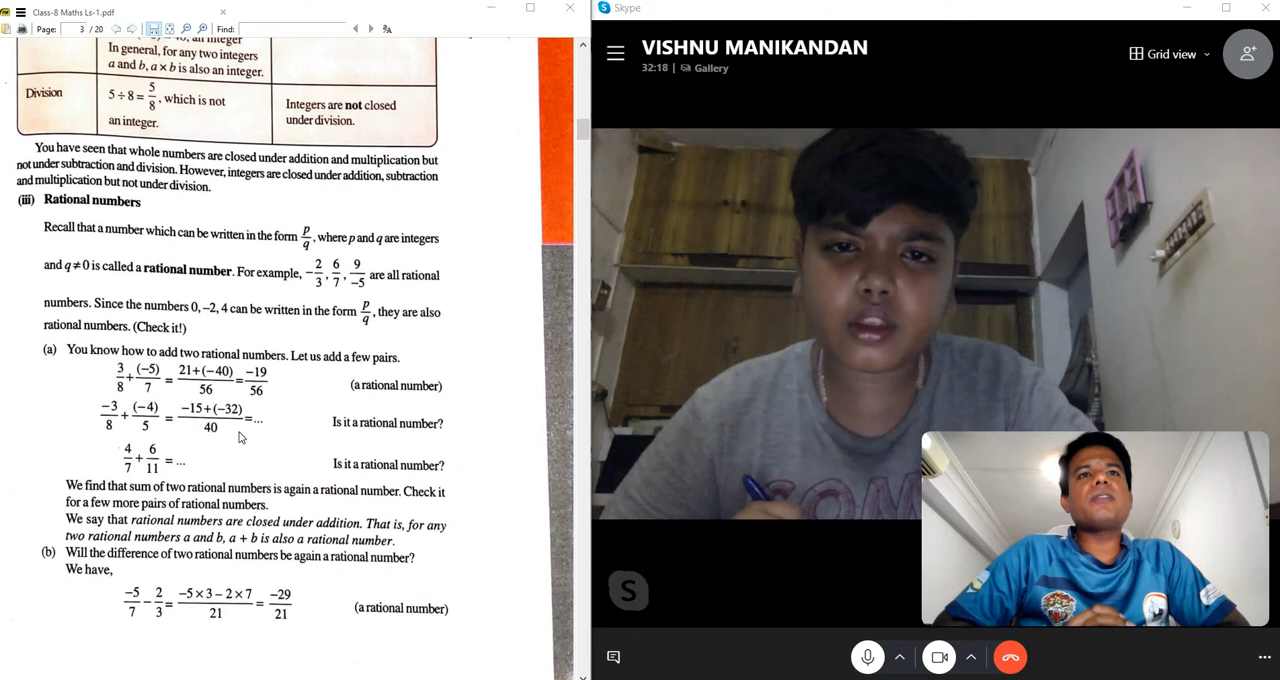 Class-8 Maths Ls-1.pdf
Page: 3 / 20 Find:
(−8) = 40, an integer
In general, for any two integers
a and b, a × b is also an integer.
Division
5 ÷ 8 = 5/8, which is not
an integer.
Integers are not closed
under division.
You have seen that whole numbers are closed under addition and multiplication but
not under subtraction and division. However, integers are closed under addition, subtraction
and multiplication but not under division.
(iii) Rational numbers
Recall that a number which can be written in the form p/q, where p and q are integers
and q ≠ 0 is called a rational number. For example, −2/3, 6/7, 9/−5 are all rational
numbers. Since the numbers 0, −2, 4 can be written in the form p/q, they are also
rational numbers. (Check it!)
(a) You know how to add two rational numbers. Let us add a few pairs.
3/8 + (−5)/7 = 21+(−40)/56 = −19/56 (a rational number)
−3/8 + (−4)/5 = −15+(−32)/40 = ... Is it a rational number?
4/7 + 6/11 = ... Is it a rational number?
We find that sum of two rational numbers is again a rational number. Check it
for a few more pairs of rational numbers.
We say that rational numbers are closed under addition. That is, for any
two rational numbers a and b, a + b is also a rational number.
(b) Will the difference of two rational numbers be again a rational number?
We have,
−5/7 − 2/3 = −5 × 3 − 2 × 7/21 = −29/21 (a rational number)
Skype
VISHNU MANIKANDAN
32:18 | Gallery
Grid view